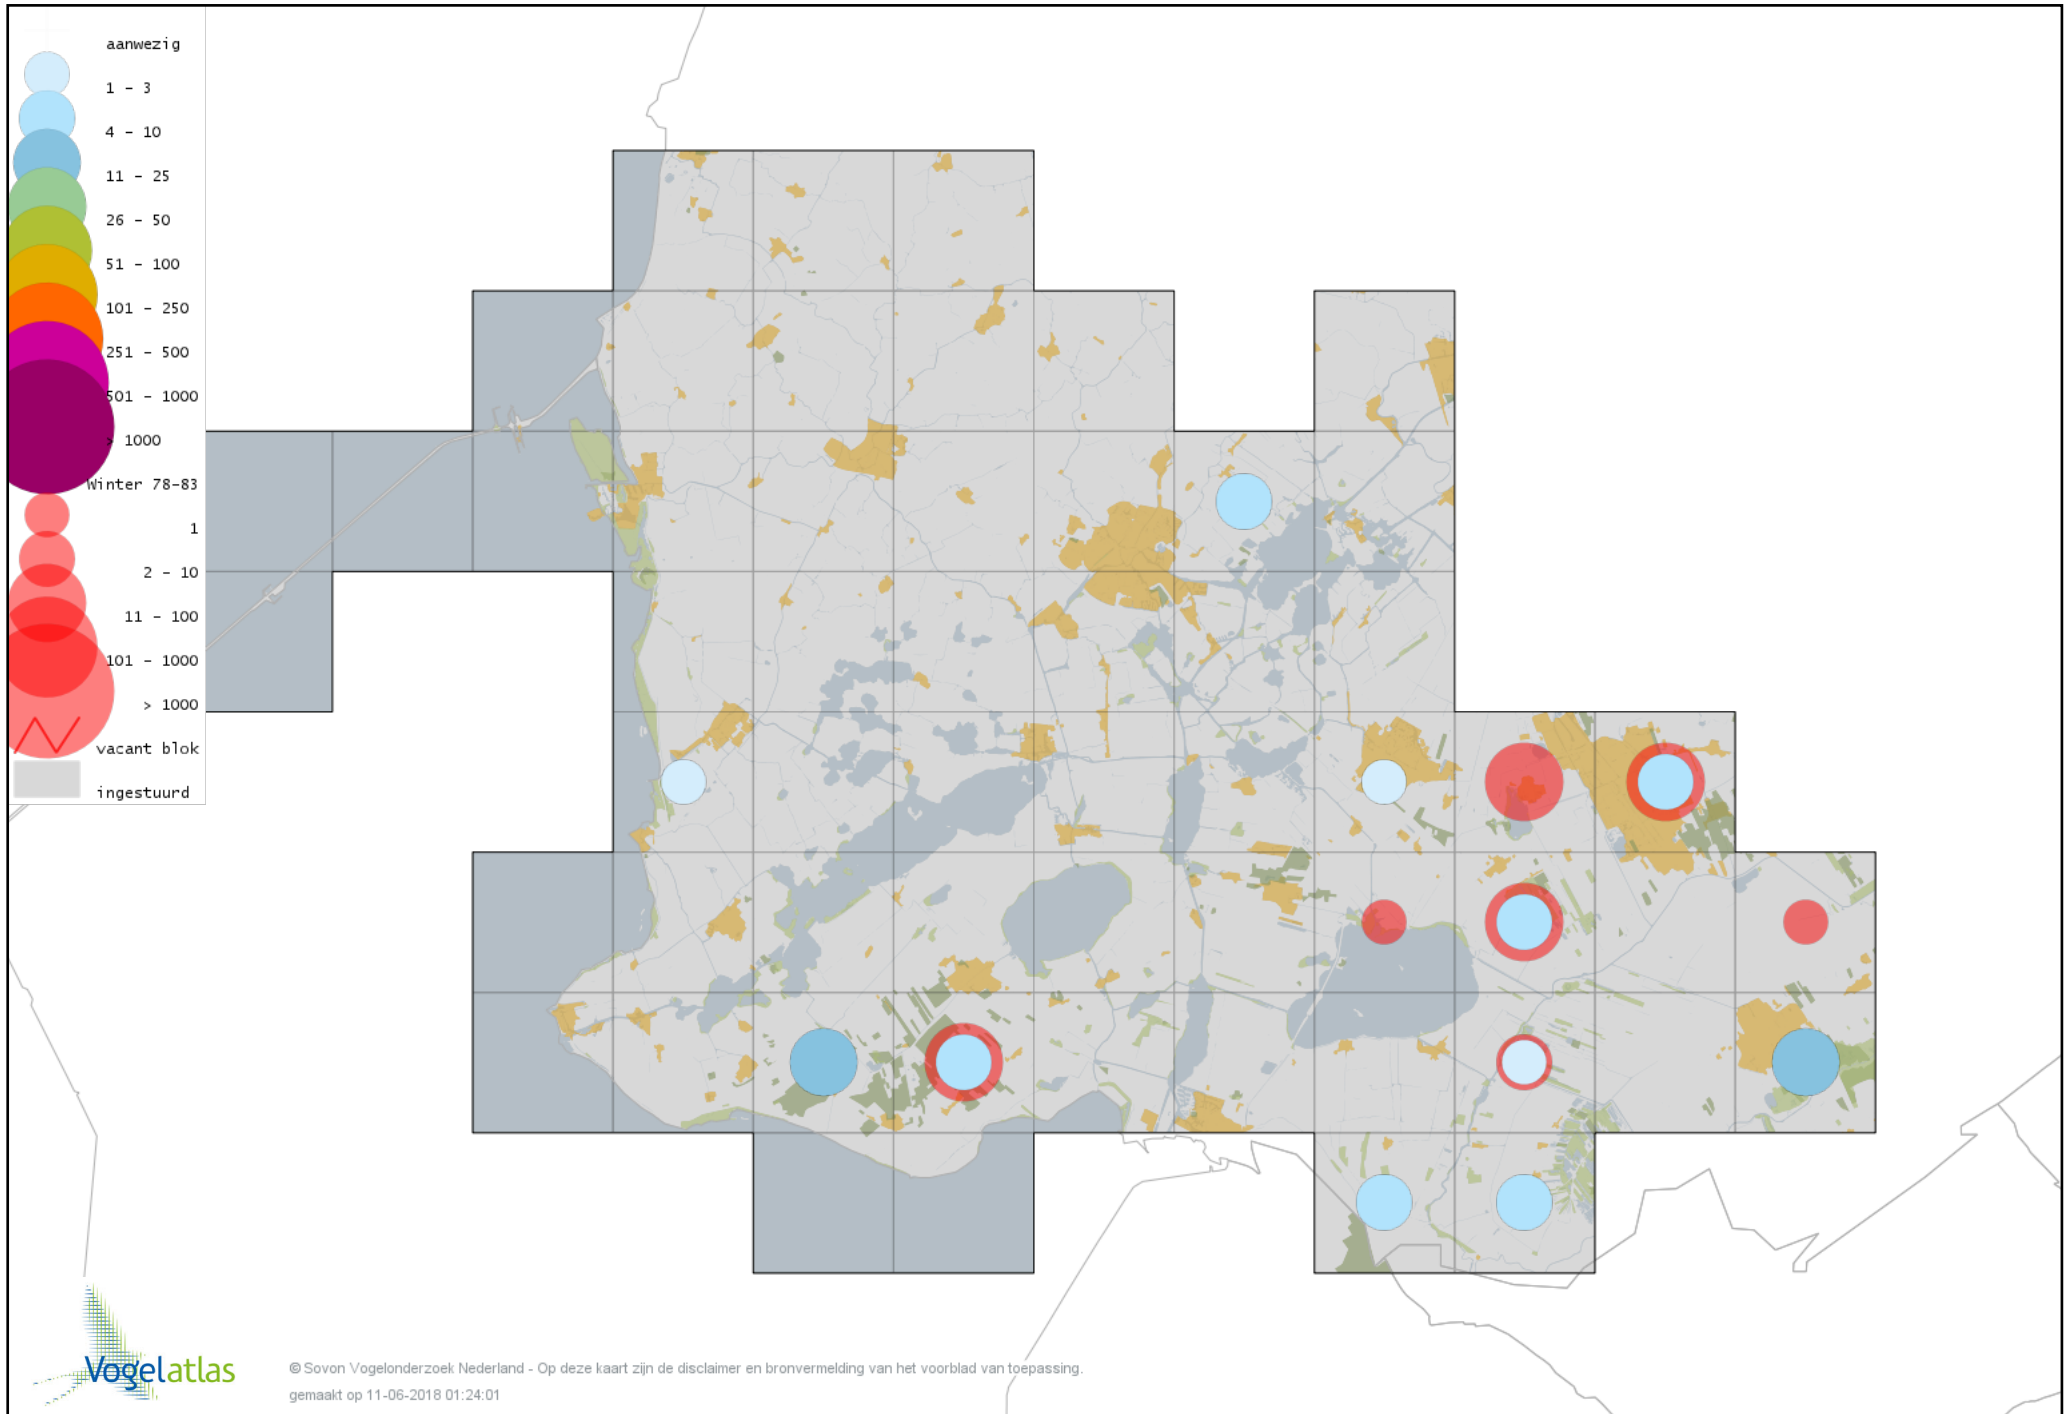 aanwezig
1 – 3
4 – 10
11 – 25
26 – 50
51 – 100
101 – 250
251 – 500
501 – 1000
> 1000
Winter 78-83
1
2 – 10
11 – 100
101 – 1000
> 1000
vacant blok
ingestuurd
Vogelatlas
© Sovon Vogelonderzoek Nederland - Op deze kaart zijn de disclaimer en bronvermelding van het voorblad van toepassing.
gemaakt op 11-06-2018 01:24:01